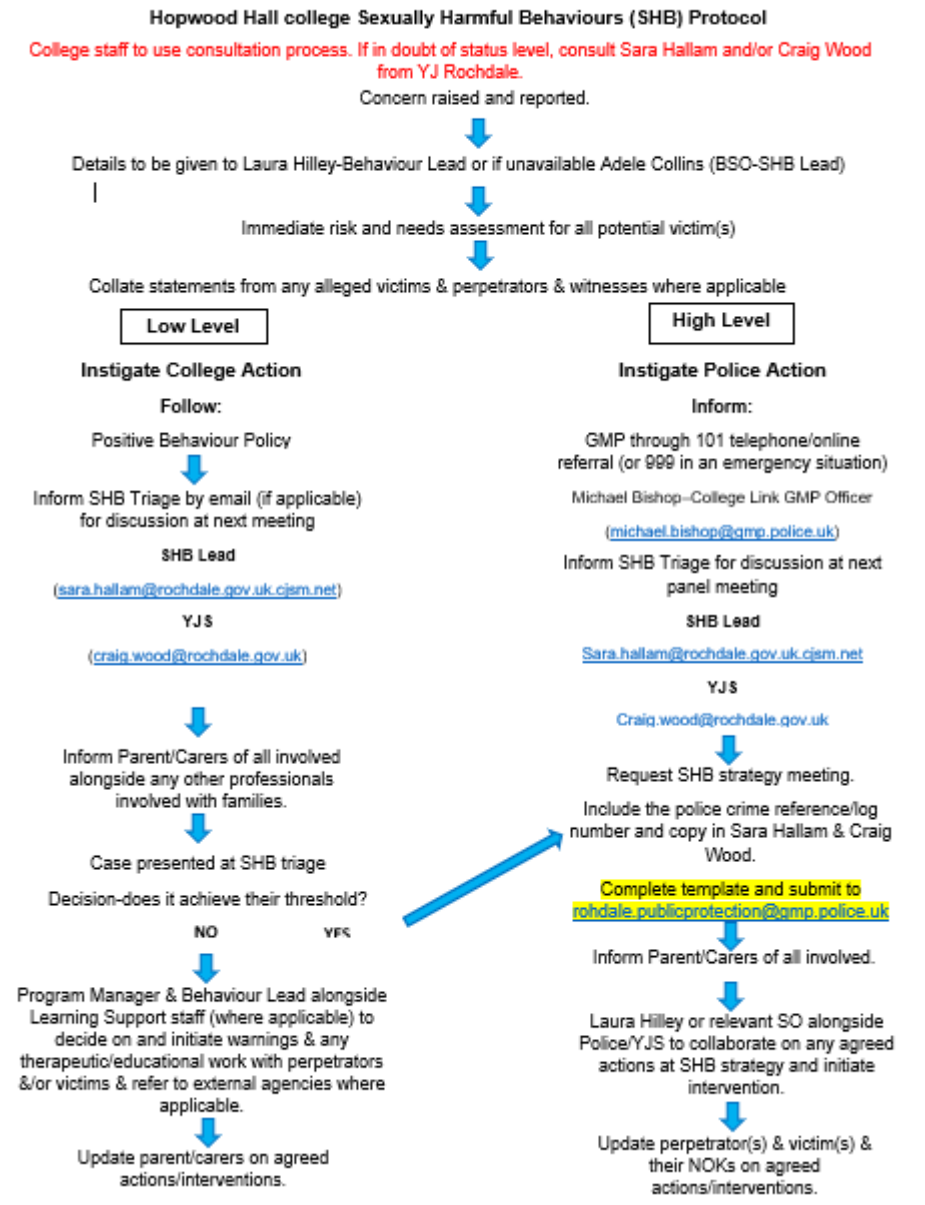 Hopwood Hall college Sexually Harmful Behaviours (SHB) Protocol
College staff to use consultation process. If in doubt of status level, consult Sara Hallam and/or Craig Wood
from YJ Rochdale.
Concern raised and reported.
Details to be given to Laura Hilley-Behaviour Lead or if unavailable Adele Collins (BSO-SHB Lead)
Immediate risk and needs assessment for all potential victim(s)
Collate statements from any alleged victims & perpetrators & witnesses where applicable
Low Level
Instigate College Action
Follow:
Positive Behaviour Policy
Inform SHB Triage by email (if applicable)
for discussion at next meeting
SHB Lead
(sara.hallam@rochdale.gov.uk.cjsm.net)
YJS
(craig.wood@rochdale.gov.uk)
Inform Parent/Carers of all involved
alongside any other professionals
involved with families.
Case presented at SHB triage
Decision-does it achieve their threshold?
NO YES
Program Manager & Behaviour Lead alongside
Learning Support staff (where applicable) to
decide on and initiate warnings & any
therapeutic/educational work with perpetrators
&/or victims & refer to external agencies where
applicable.
Update parent/carers on agreed
actions/interventions.
High Level
Instigate Police Action
Inform:
GMP through 101 telephone/online
referral (or 999 in an emergency situation)
Michael Bishop–College Link GMP Officer
(michael.bishop@gmp.police.uk)
Inform SHB Triage for discussion at next
panel meeting
SHB Lead
Sara.hallam@rochdale.gov.uk.cjsm.net
YJS
Craig.wood@rochdale.gov.uk
Request SHB strategy meeting.
Include the police crime reference/log
number and copy in Sara Hallam & Craig
Wood.
Complete template and submit to
rohdale.publicprotection@gmp.police.uk
Inform Parent/Carers of all involved.
Laura Hilley or relevant SO alongside
Police/YJS to collaborate on any agreed
actions at SHB strategy and initiate
intervention.
Update perpetrator(s) & victim(s) &
their NOKs on agreed
actions/interventions.